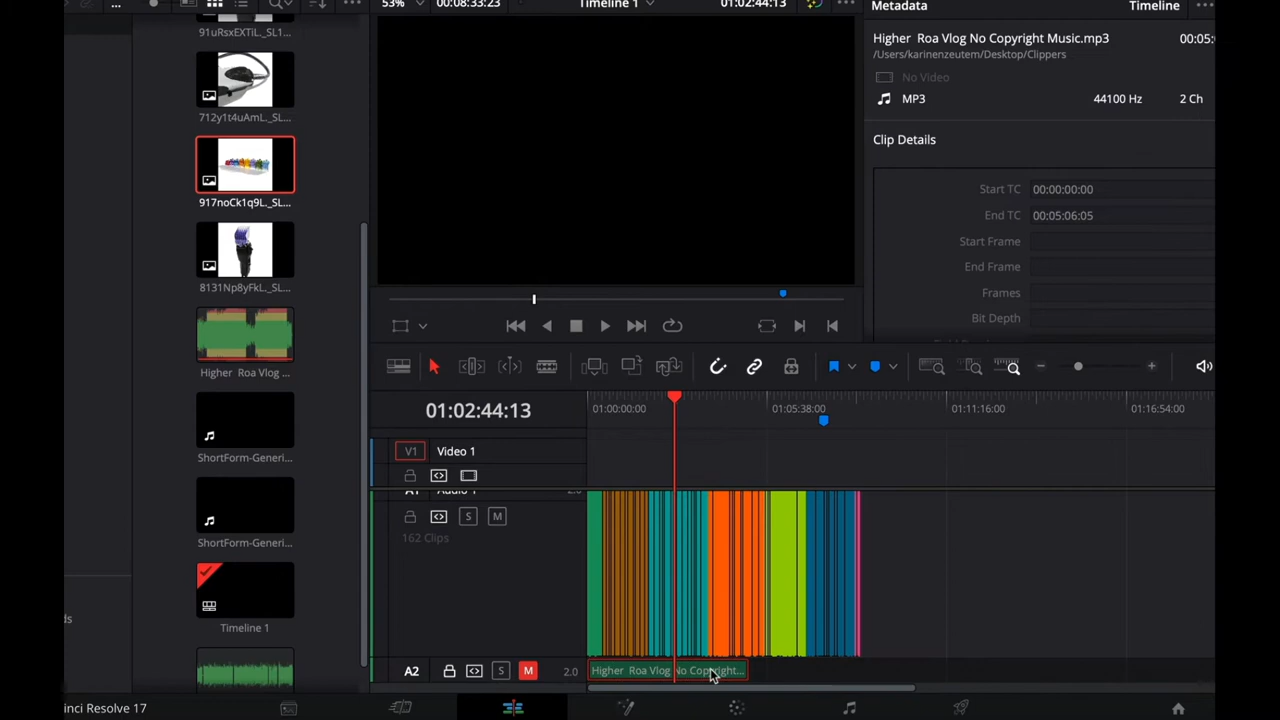 53%
00:08:33:23
Timeline 1
01:02:44:13
Metadata
Timeline
91uRsxEXTiL._SL1...
Higher Roa Vlog No Copyright Music.mp3
00:05:
/Users/karinenzeutem/Desktop/Clippers
No Video
MP3
44100 Hz
2 Ch
712y1t4uAmL._SL...
Clip Details
Start TC
00:00:00:00
917noCk1q9L._SL...
End TC
00:05:06:05
Start Frame
End Frame
8131Np8yFkL._SL...
Frames
Bit Depth
Higher Roa Vlog ...
01:02:44:13
01:00:00:00
01:05:38:00
01:11:16:00
01:16:54:00
V1
Video 1
ShortForm-Generi...
A1
Audio 1
2.0
S
M
162 Clips
ShortForm-Generi...
ds
Timeline 1
A2
S
M
2.0
Higher Roa Vlog No Copyright...
inci Resolve 17